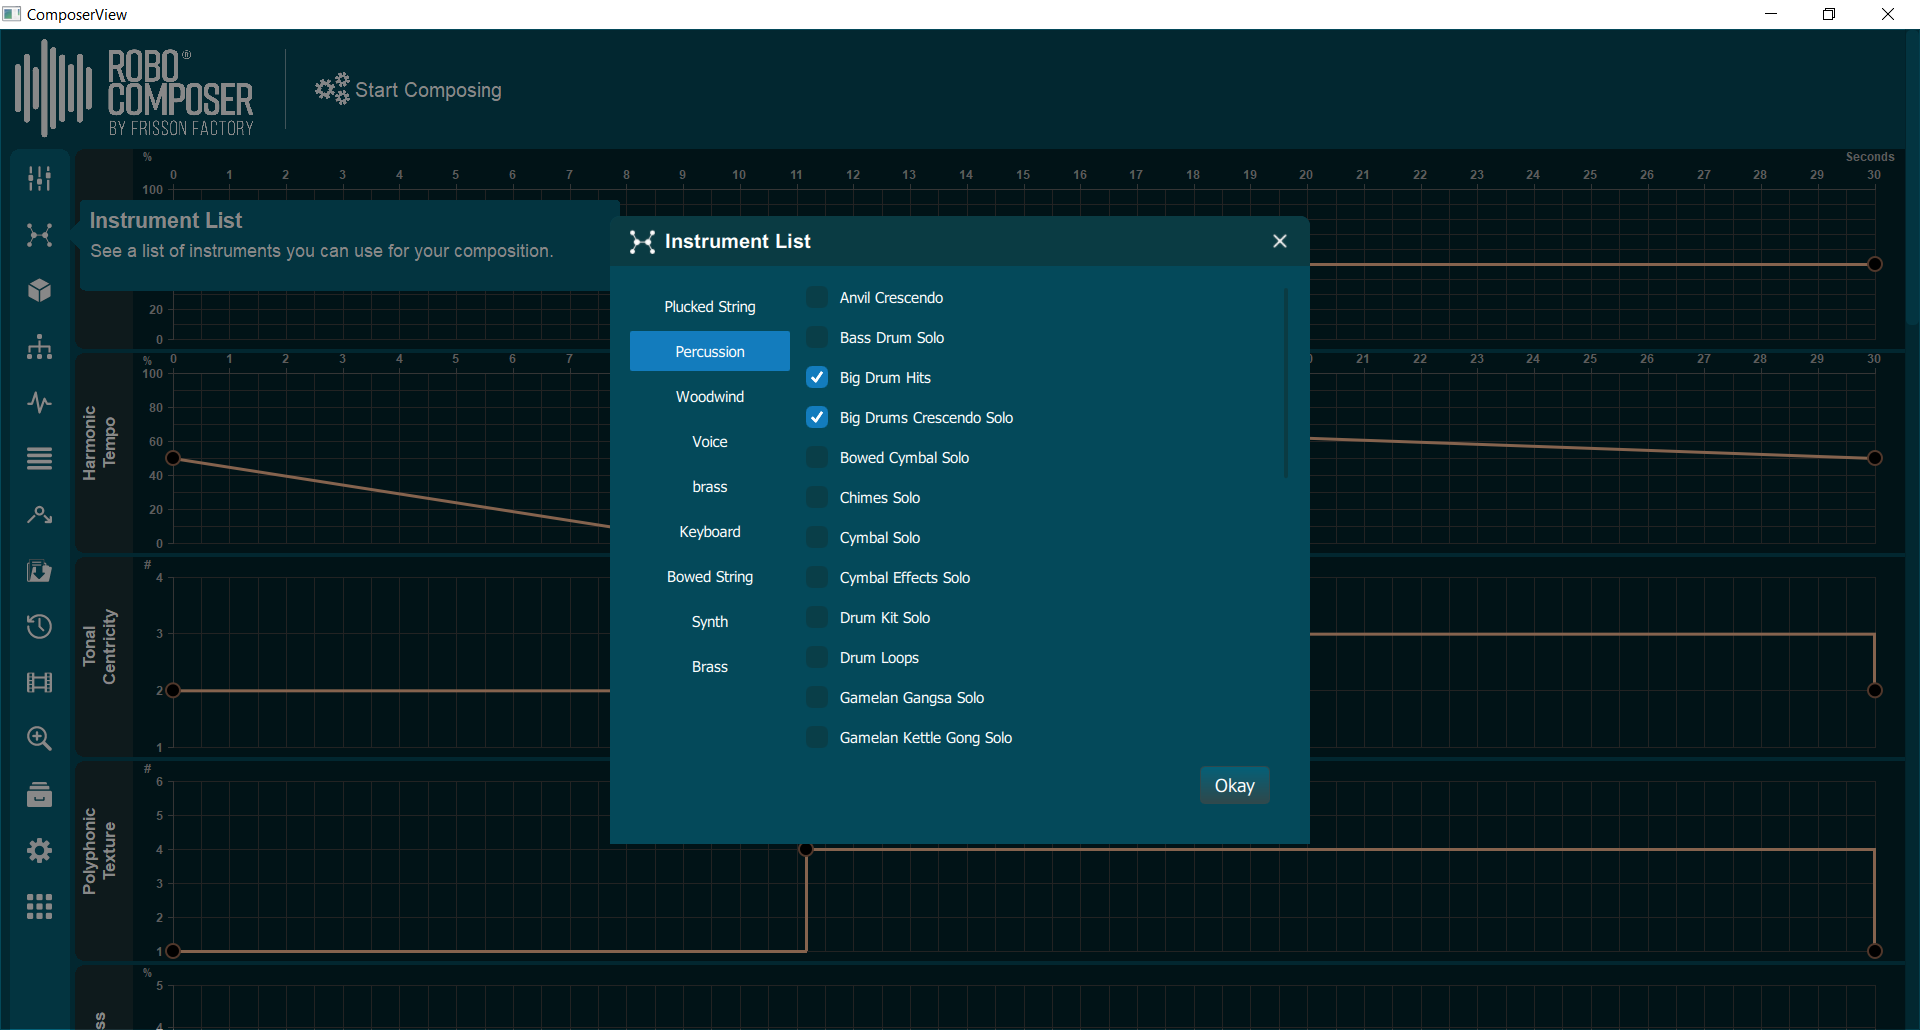 ComposerView
ROBO®
COMPOSER
BY FRISSON FACTORY
Start Composing
% Seconds
0 1 2 3 4 5 6 7 8 9 10 11 12 13 14 15 16 17 18 19 20 21 22 23 24 25 26 27 28 29 30
100
Instrument List
See a list of instruments you can use for your composition.
20
0
Instrument List
Plucked String
Percussion
Woodwind
Voice
brass
Keyboard
Bowed String
Synth
Brass
Anvil Crescendo
Bass Drum Solo
Big Drum Hits
Big Drums Crescendo Solo
Bowed Cymbal Solo
Chimes Solo
Cymbal Solo
Cymbal Effects Solo
Drum Kit Solo
Drum Loops
Gamelan Gangsa Solo
Gamelan Kettle Gong Solo
Okay
Harmonic
Tempo
% 0 1 2 3 4 5 6 7 21 22 23 24 25 26 27 28 29 30
100
80
60
40
20
0
Tonal
Centricity
#
4
3
2
1
Polyphonic
Texture
#
6
5
4
3
2
1
ss
%
5
4